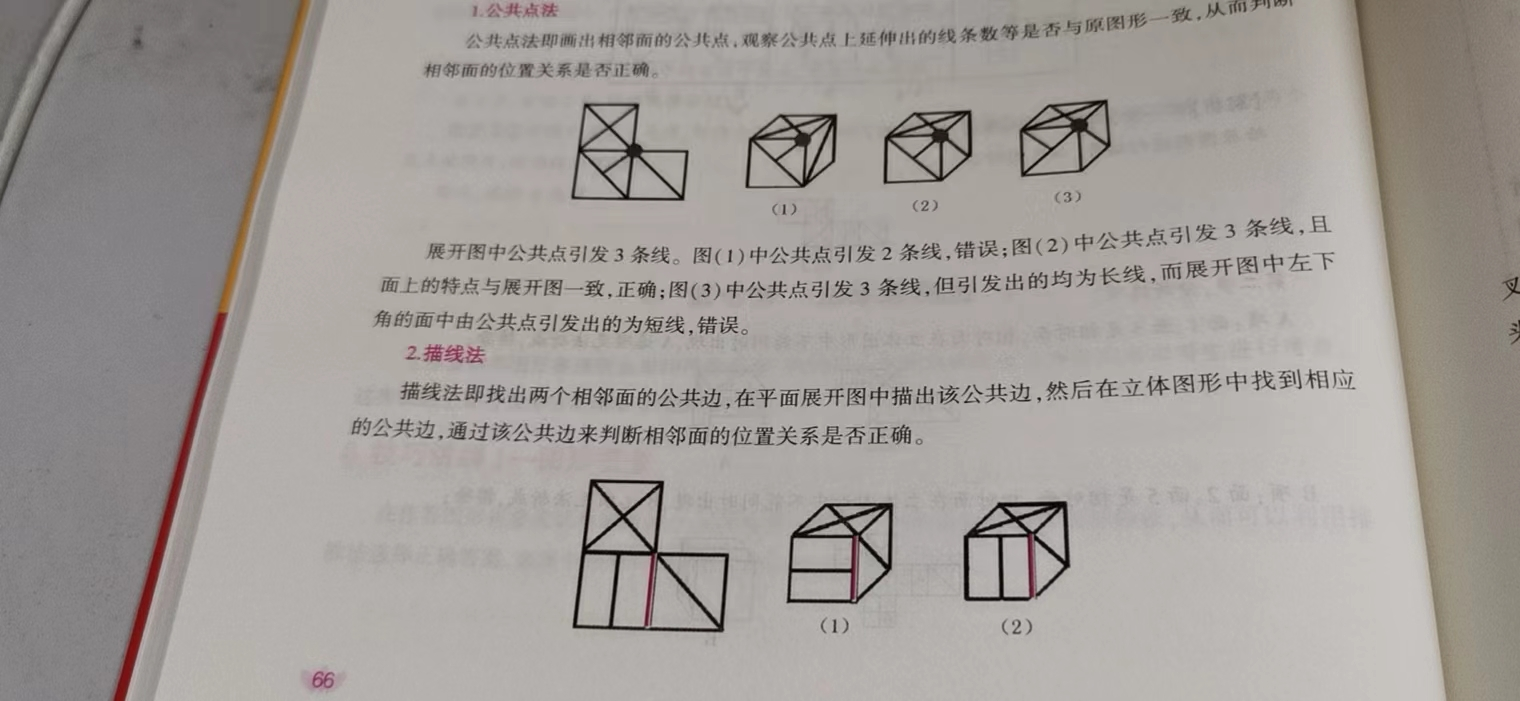 1.公共点法
公共点法即画出相邻面的公共点,观察公共点上延伸出的线条数等是否与原图形一致,从而判断
相邻面的位置关系是否正确。
(1)
(2)
(3)
展开图中公共点引发3条线。图(1)中公共点引发2条线,错误;图(2)中公共点引发3条线,且
面上的特点与展开图一致,正确;图(3)中公共点引发3条线,但引发出的均为长线,而展开图中左下
角的面中由公共点引发出的为短线,错误。
2.描线法
描线法即找出两个相邻面的公共边,在平面展开图中描出该公共边,然后在立体图形中找到相应
的公共边,通过该公共边来判断相邻面的位置关系是否正确。
(1)
(2)
66